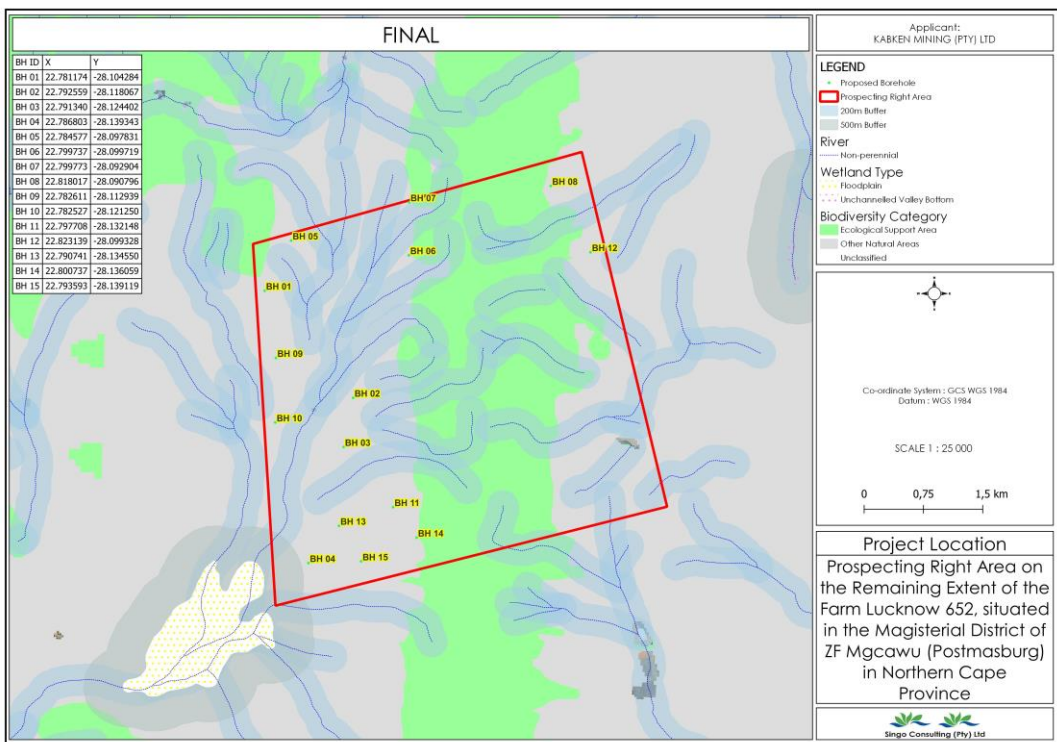 FINAL
BH ID X Y
BH 01 22.781174 -28.104284
BH 02 22.792559 -28.118067
BH 03 22.791340 -28.124402
BH 04 22.786803 -28.139343
BH 05 22.784577 -28.097831
BH 06 22.799737 -28.099719
BH 07 22.799773 -28.092904
BH 08 22.818017 -28.090796
BH 09 22.782611 -28.112939
BH 10 22.782527 -28.121250
BH 11 22.797708 -28.132148
BH 12 22.823139 -28.099328
BH 13 22.790741 -28.134550
BH 14 22.800737 -28.136059
BH 15 22.793593 -28.139119
BH 08
BH 07
BH 05
BH 12
BH 06
BH 01
BH 09
BH 02
BH 10
BH 03
BH 11
BH 13
BH 14
BH 04
BH 15
Applicant:
KABKEN MINING (PTY) LTD
LEGEND
Proposed Borehole
Prospecting Right Area
200m Buffer
500m Buffer
River
Non-perennial
Wetland Type
Floodplain
Unchannelled Valley Bottom
Biodiversity Category
Ecological Support Area
Other Natural Areas
Unclassified
Co-ordinate System : GCS WGS 1984
Datum : WGS 1984
SCALE 1 : 25 000
0 0,75 1,5 km
Project Location
Prospecting Right Area on
the Remaining Extent of the
Farm Lucknow 652, situated
in the Magisterial District of
ZF Mgcawu (Postmasburg)
in Northern Cape
Province
Singo Consulting (Pty) Ltd